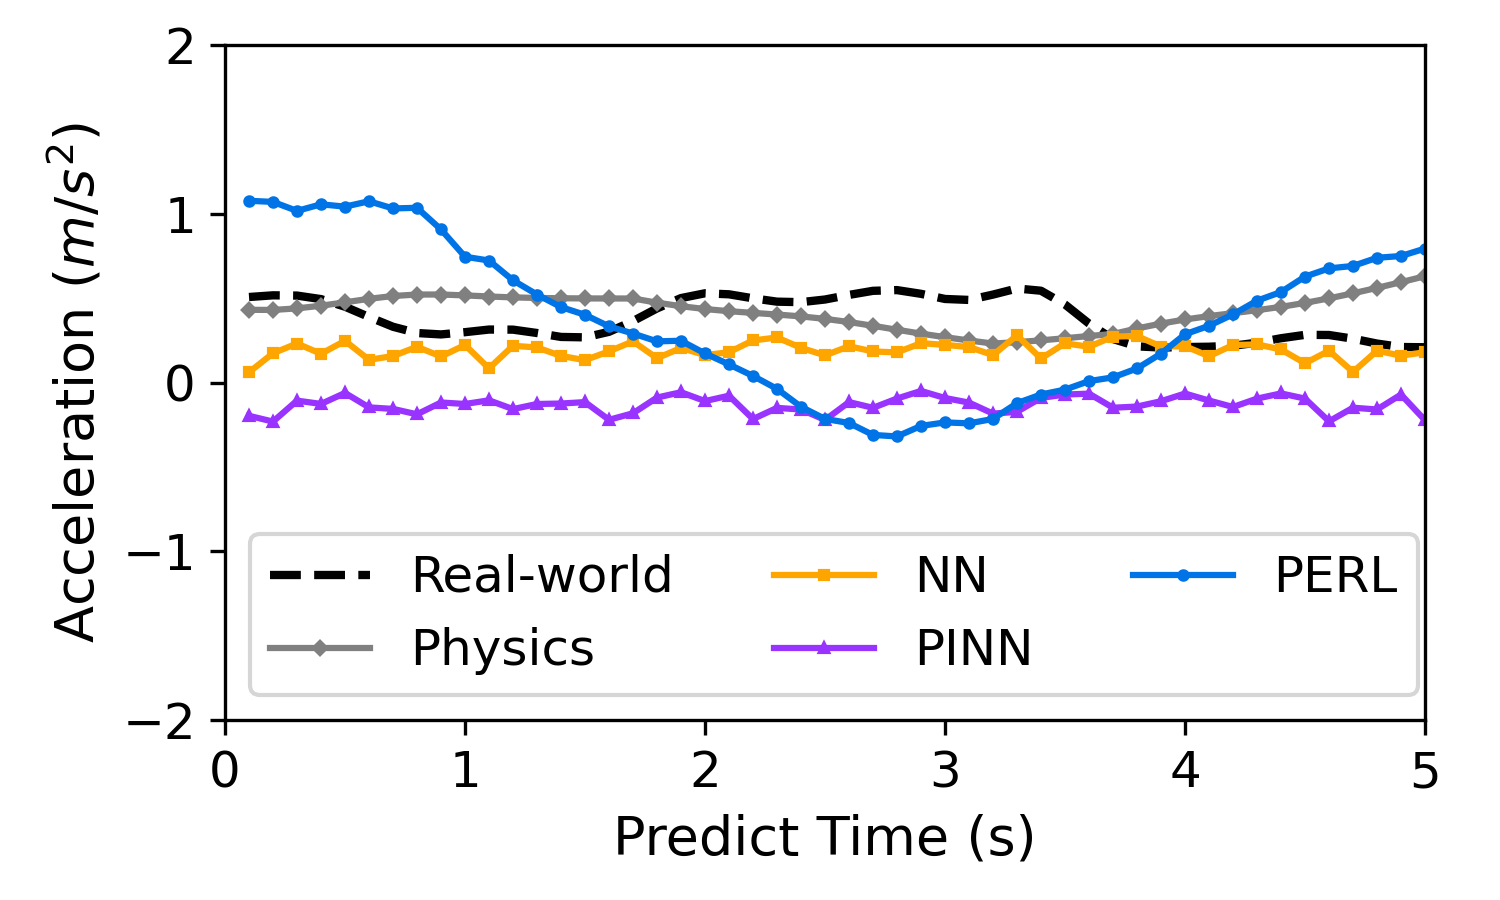 2
1
0
−1
−2
Acceleration (m/s²)
Real-world
Physics
NN
PINN
PERL
0 1 2 3 4 5
Predict Time (s)